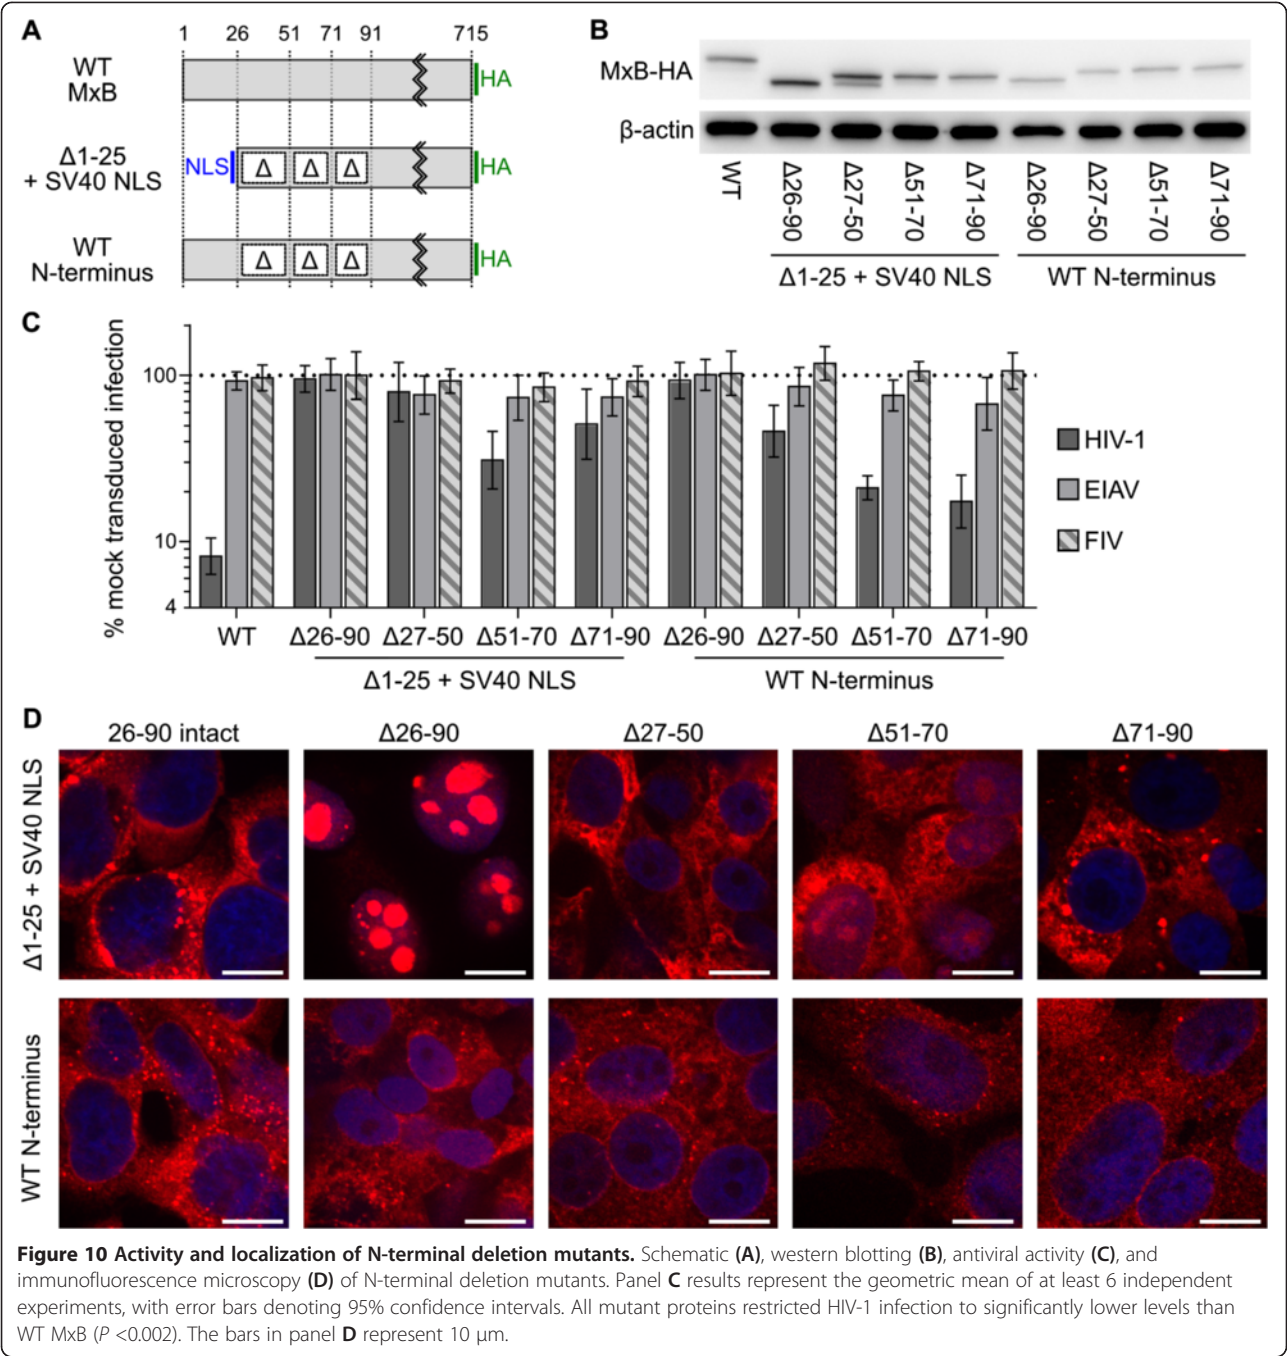 A
1 26 51 71 91 715
WT
MxB
HA
Δ1-25
+ SV40 NLS
NLS
Δ Δ Δ
HA
WT
N-terminus
Δ Δ Δ
HA
B
MxB-HA
β-actin
WT
Δ26-90
Δ27-50
Δ51-70
Δ71-90
Δ26-90
Δ27-50
Δ51-70
Δ71-90
Δ1-25 + SV40 NLS
WT N-terminus
C
% mock transduced infection
100
10
4
WT Δ26-90 Δ27-50 Δ51-70 Δ71-90 Δ26-90 Δ27-50 Δ51-70 Δ71-90
Δ1-25 + SV40 NLS
WT N-terminus
HIV-1
EIAV
FIV
D
26-90 intact Δ26-90 Δ27-50 Δ51-70 Δ71-90
Δ1-25 + SV40 NLS
WT N-terminus
Figure 10 Activity and localization of N-terminal deletion mutants. Schematic (A), western blotting (B), antiviral activity (C), and
immunofluorescence microscopy (D) of N-terminal deletion mutants. Panel C results represent the geometric mean of at least 6 independent
experiments, with error bars denoting 95% confidence intervals. All mutant proteins restricted HIV-1 infection to significantly lower levels than
WT MxB (P <0.002). The bars in panel D represent 10 μm.